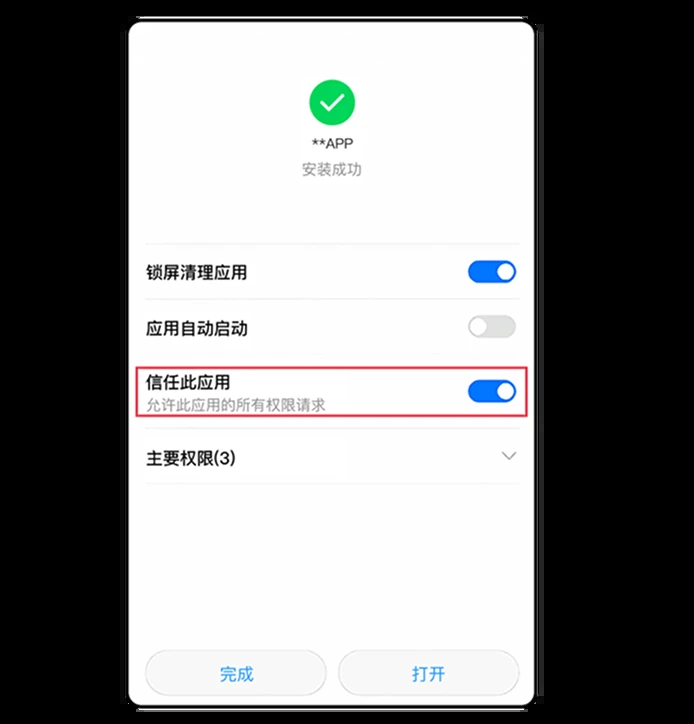 **APP
安装成功
锁屏清理应用
应用自动启动
信任此应用
允许此应用的所有权限请求
主要权限(3)
完成
打开